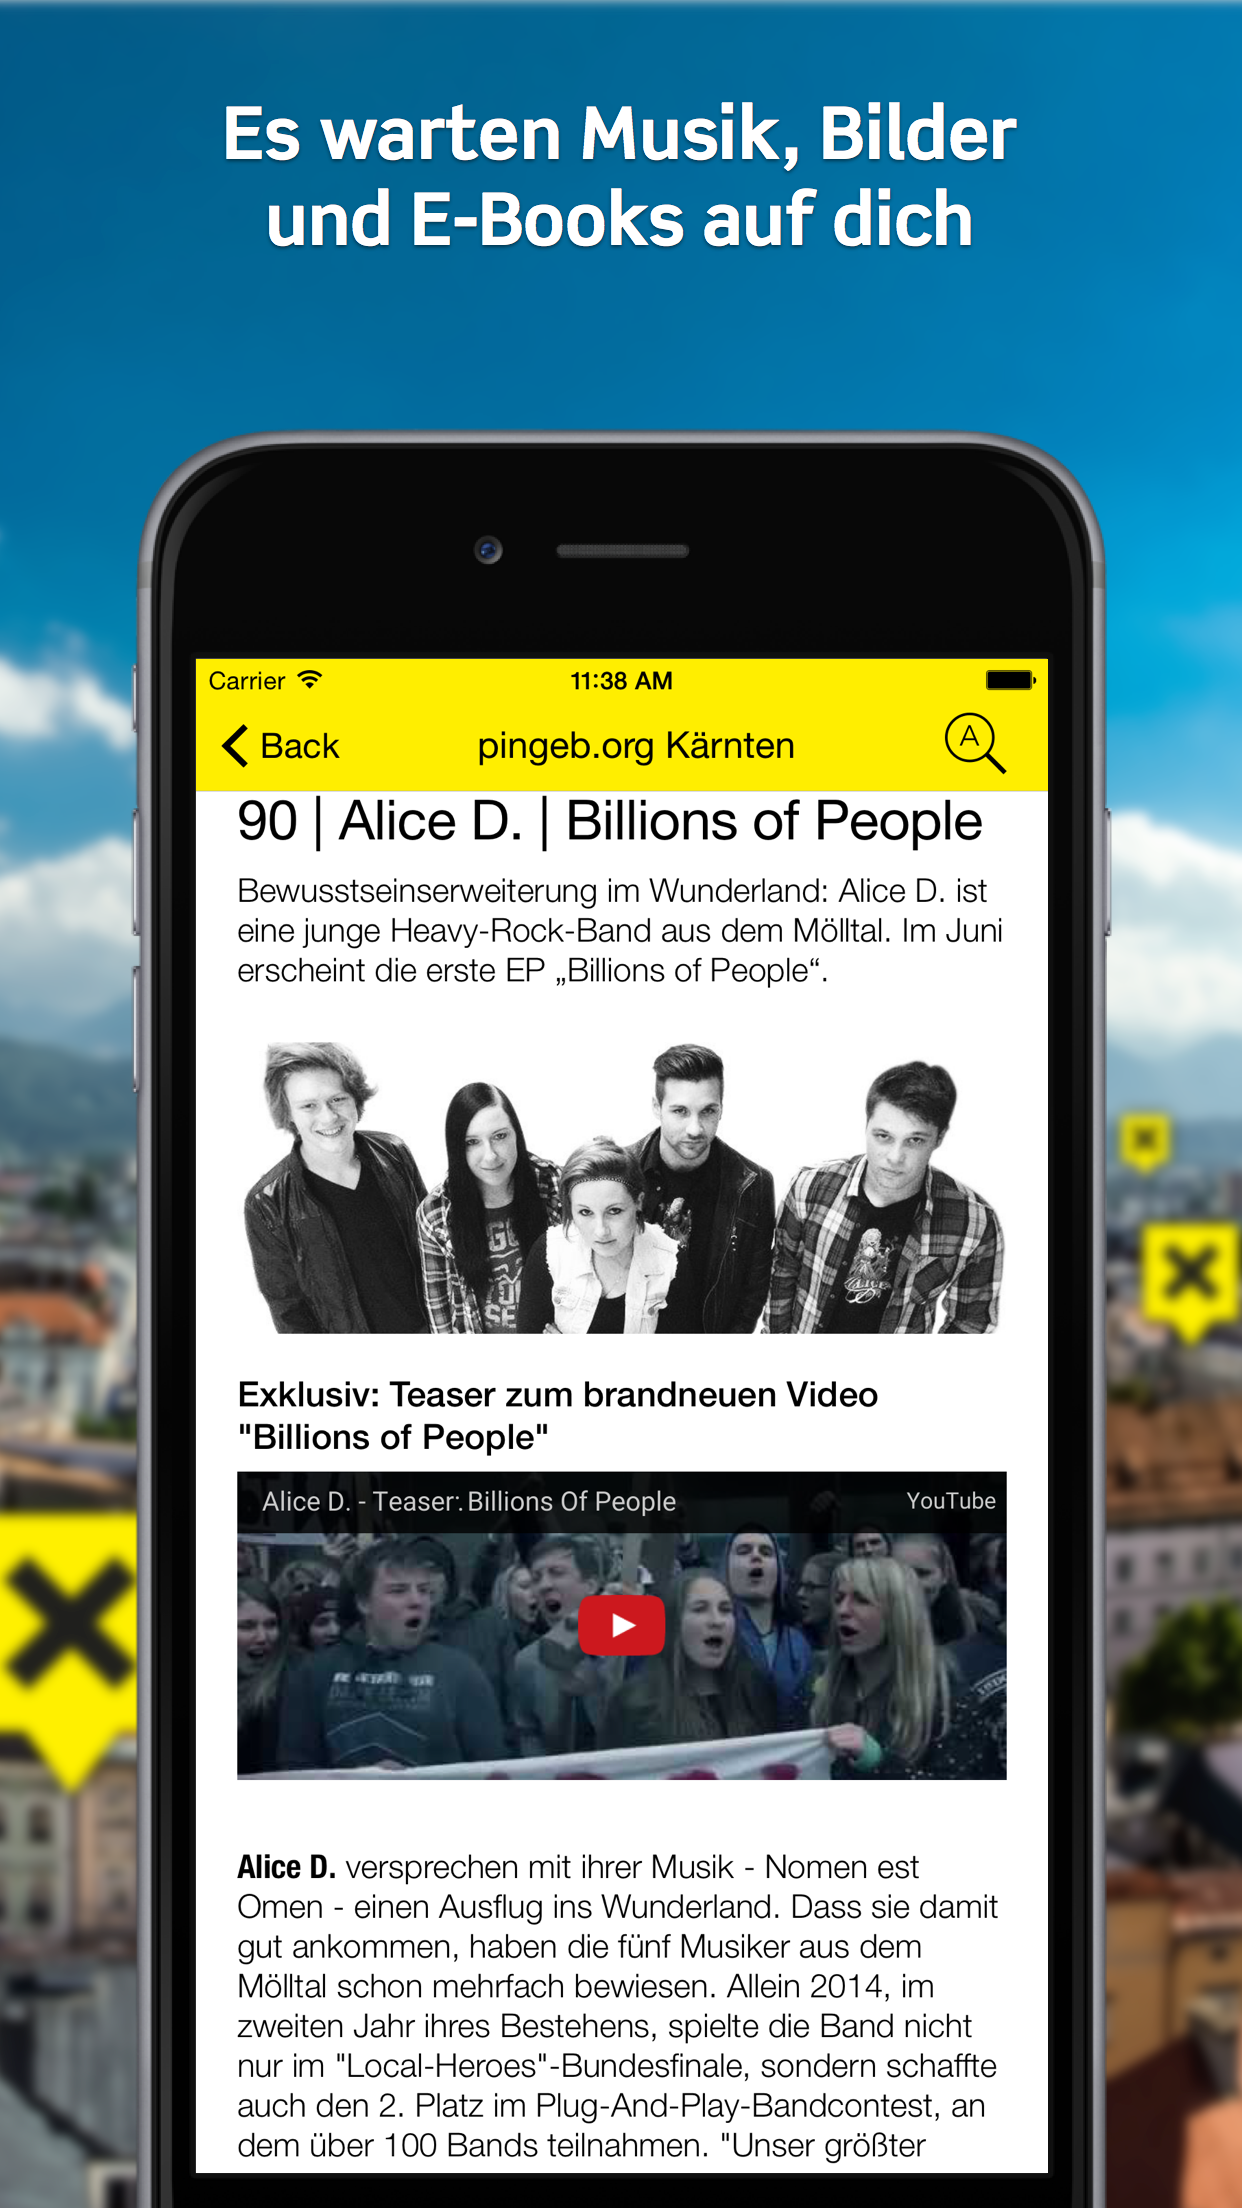 Es warten Musik, Bilder
und E-Books auf dich
Carrier
11:38 AM
Back
pingeb.org Kärnten
A
90 | Alice D. | Billions of People
Bewusstseinserweiterung im Wunderland: Alice D. ist
eine junge Heavy-Rock-Band aus dem Mölltal. Im Juni
erscheint die erste EP „Billions of People“.
ALICE D
Exklusiv: Teaser zum brandneuen Video
"Billions of People"
Alice D. - Teaser: Billions Of People
YouTube
Alice D. versprechen mit ihrer Musik - Nomen est
Omen - einen Ausflug ins Wunderland. Dass sie damit
gut ankommen, haben die fünf Musiker aus dem
Mölltal schon mehrfach bewiesen. Allein 2014, im
zweiten Jahr ihres Bestehens, spielte die Band nicht
nur im "Local-Heroes"-Bundesfinale, sondern schaffte
auch den 2. Platz im Plug-And-Play-Bandcontest, an
dem über 100 Bands teilnahmen. "Unser größter